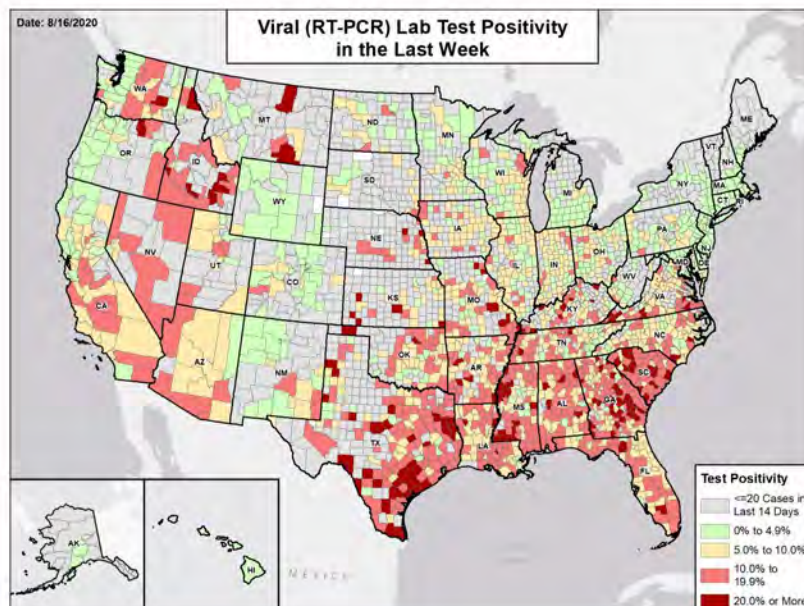 Date: 8/16/2020
Viral (RT-PCR) Lab Test Positivity
in the Last Week
WA
MT
ND
MN
ME
OR
ID
WY
SD
WI
MI
VT
NH
NY
MA
CT
RI
NV
UT
CO
NE
IA
IL
IN
OH
PA
NJ
MD
DE
WV
VA
CA
AZ
NM
KS
MO
KY
OK
AR
TN
NC
SC
TX
LA
MS
AL
GA
FL
AK
HI
MEXICO
Test Positivity
<=20 Cases in
Last 14 Days
0% to 4.9%
5.0% to 10.0%
10.0% to
19.9%
20.0% or More